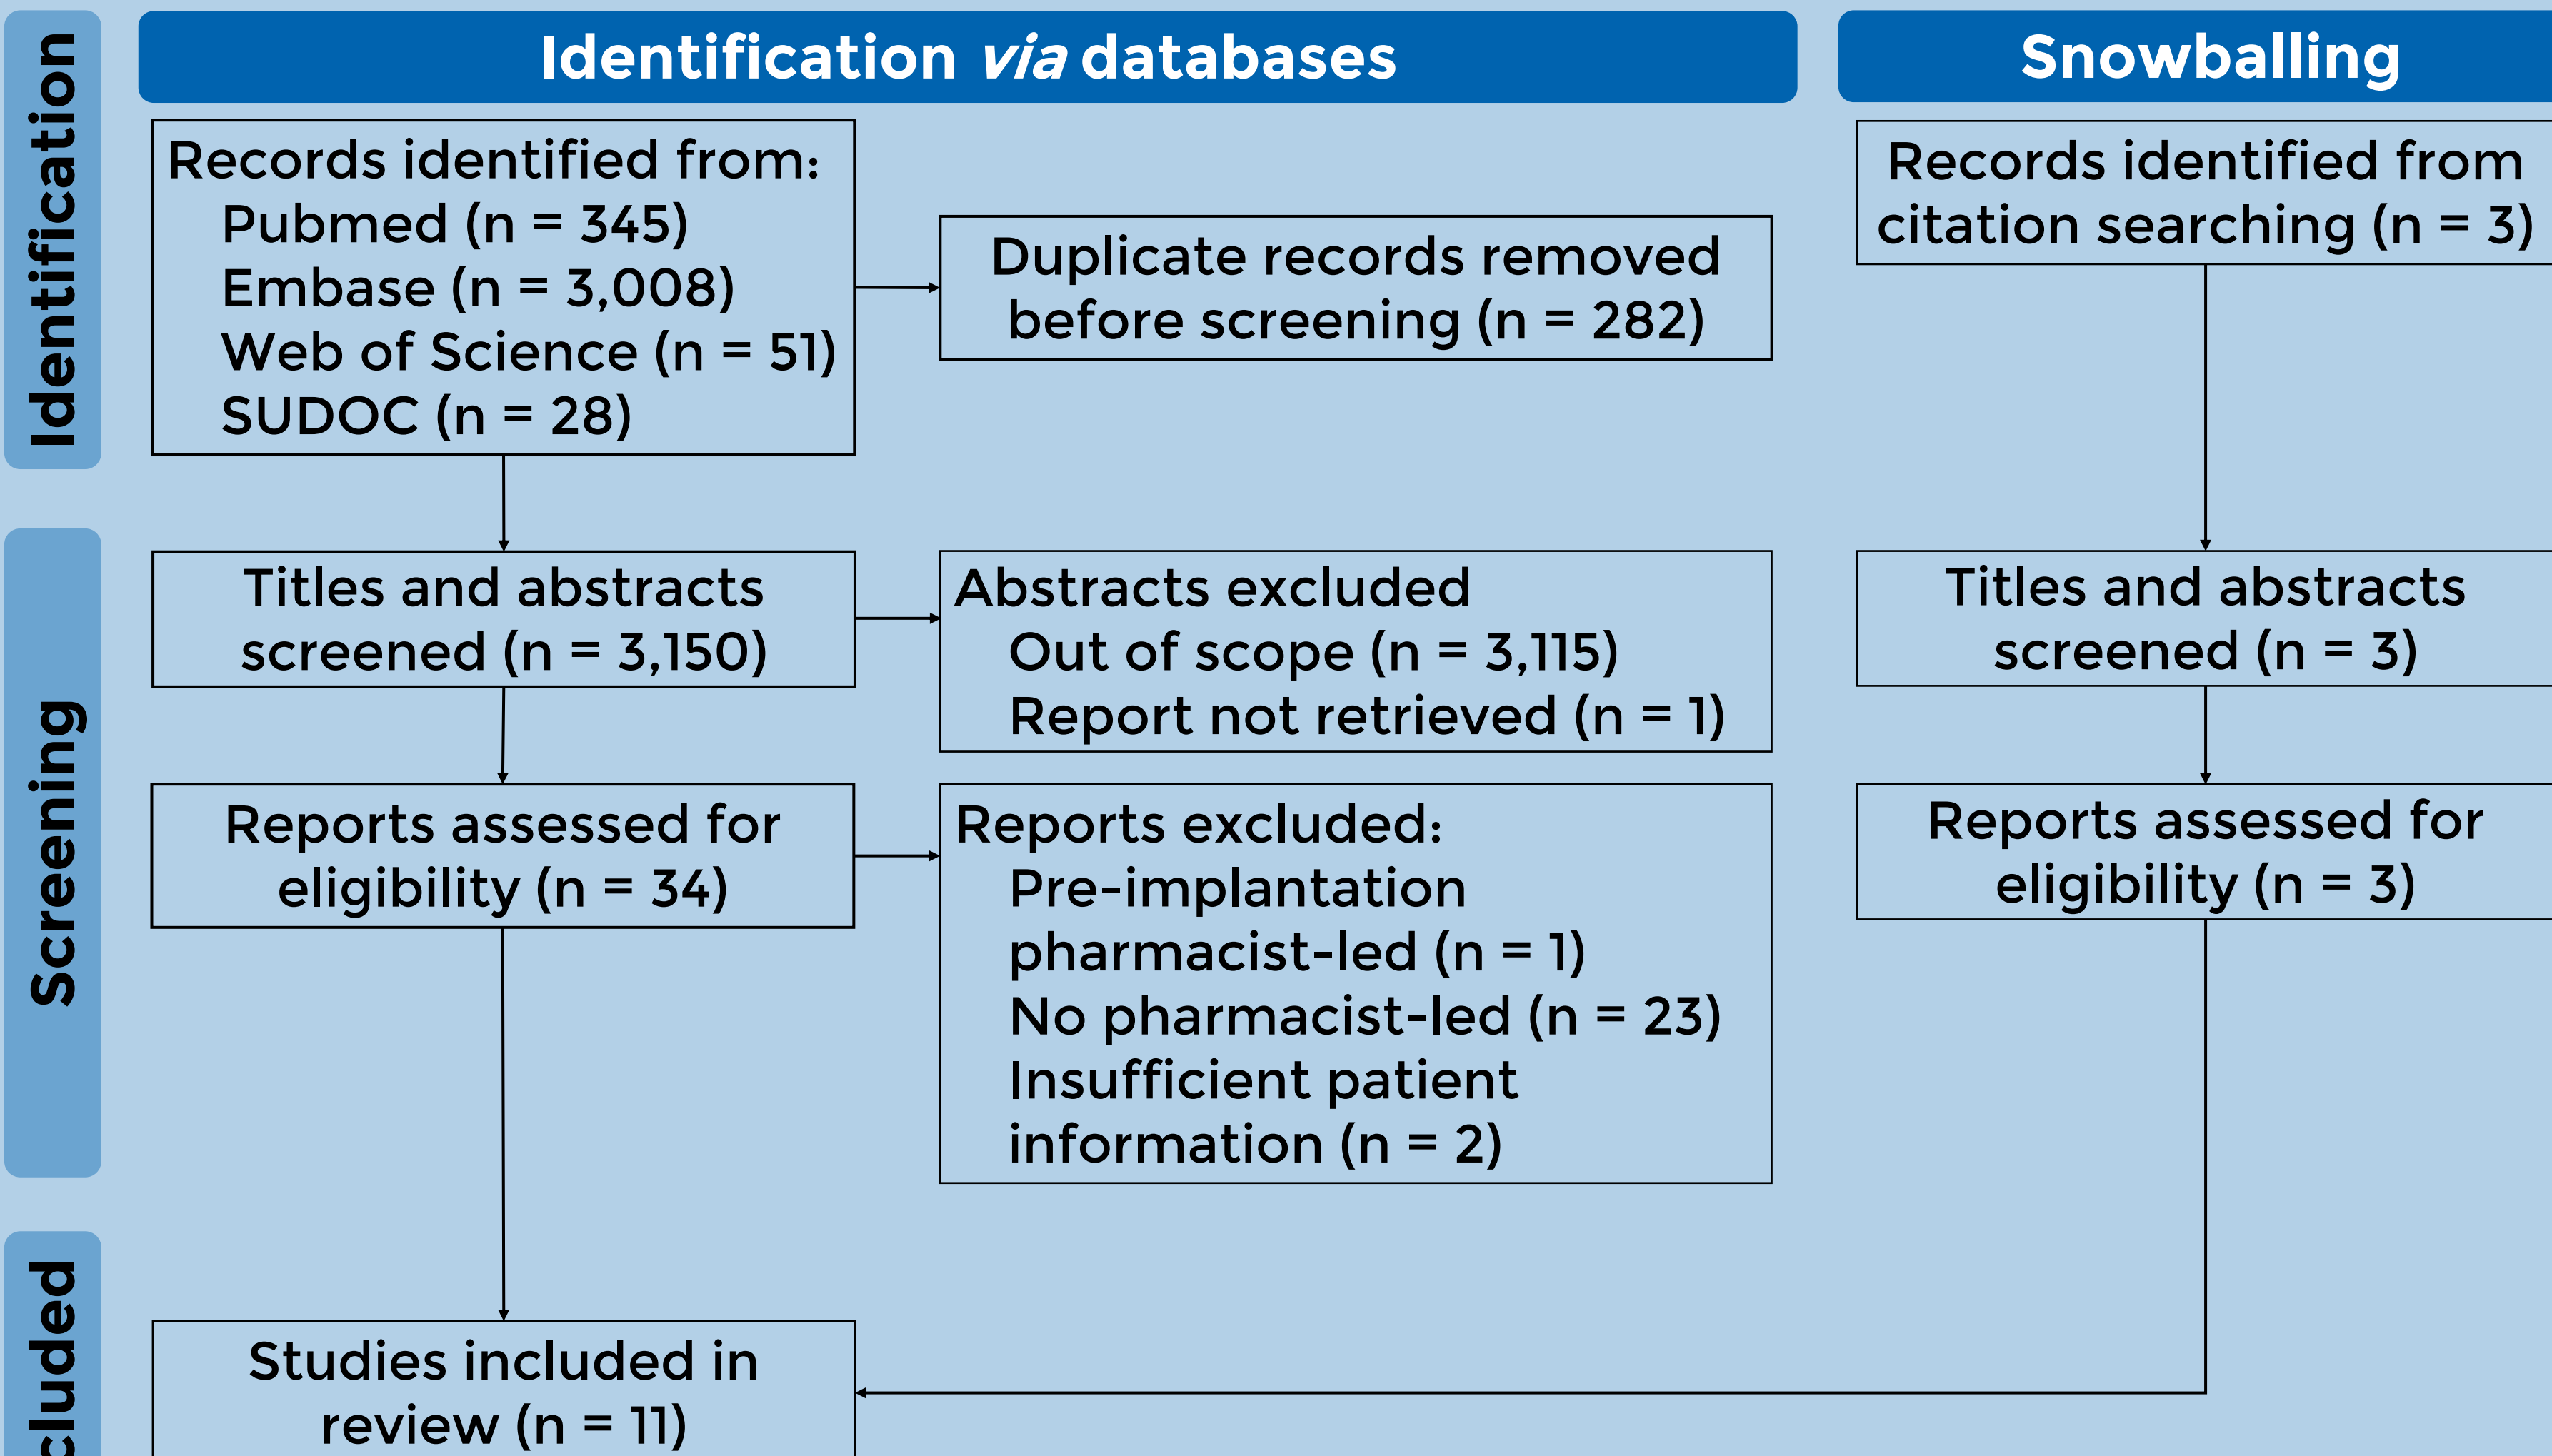 Identification
Identification via databases
Snowballing
Records identified from:
Pubmed (n = 345)
Embase (n = 3,008)
Web of Science (n = 51)
SUDOC (n = 28)
Duplicate records removed
before screening (n = 282)
Records identified from
citation searching (n = 3)
Screening
Titles and abstracts
screened (n = 3,150)
Abstracts excluded
Out of scope (n = 3,115)
Report not retrieved (n = 1)
Titles and abstracts
screened (n = 3)
Reports assessed for
eligibility (n = 34)
Reports excluded:
Pre-implantation
pharmacist-led (n = 1)
No pharmacist-led (n = 23)
Insufficient patient
information (n = 2)
Reports assessed for
eligibility (n = 3)
cluded
Studies included in
review (n = 11)